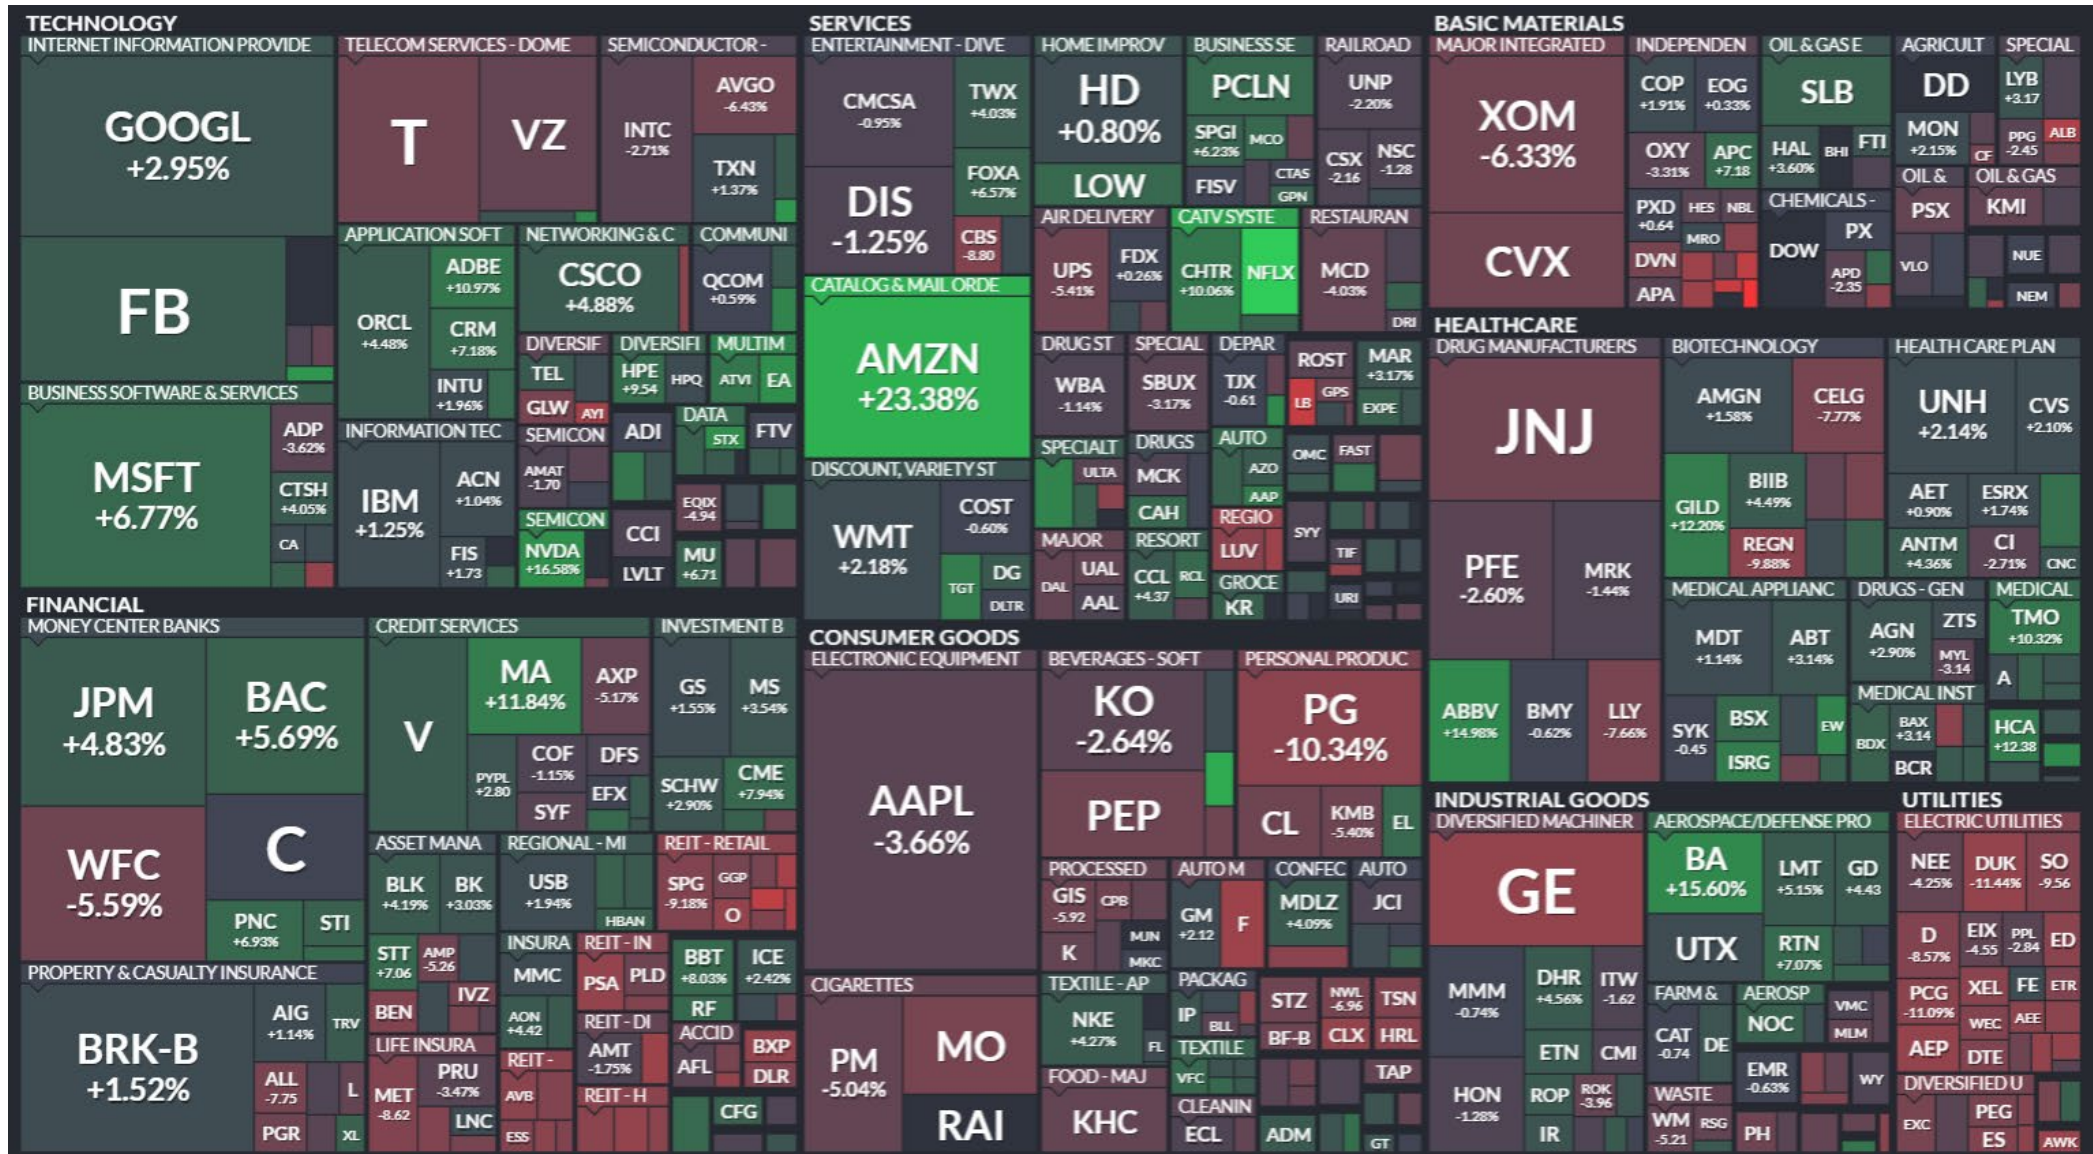 TECHNOLOGY
INTERNET INFORMATION PROVIDE
GOOGL
+2.95%
FB
BUSINESS SOFTWARE & SERVICES
MSFT
+6.77%
ADP
-3.62%
CTSH
+4.05%
CA
TELECOM SERVICES - DOME
T
VZ
SEMICONDUCTOR -
INTC
-2.71%
AVGO
-6.43%
TXN
+1.37%
APPLICATION SOFT
ORCL
+4.48%
ADBE
+10.97%
CRM
+7.18%
INTU
+1.96%
NETWORKING & C
CSCO
+4.88%
COMMUNI
QCOM
+0.59%
DIVERSIF
TEL
GLW
AYI
DIVERSIFI
HPE
+9.54
HPQ
MULTIM
ATVI
EA
INFORMATION TEC
IBM
+1.25%
ACN
+1.04%
FIS
+1.73
SEMICON
AMAT
-1.70
ADI
DATA
STX
FTV
SEMICON
NVDA
+16.58%
CCI
LVLT
EQIX
-4.94
MU
+6.71
FINANCIAL
MONEY CENTER BANKS
JPM
+4.83%
BAC
+5.69%
WFC
-5.59%
C
PNC
+6.93%
STI
PROPERTY & CASUALTY INSURANCE
BRK-B
+1.52%
AIG
+1.14%
TRV
ALL
-7.75
L
PGR
XL
CREDIT SERVICES
V
MA
+11.84%
AXP
-5.17%
PYPL
+2.80
COF
-1.15%
DFS
SYF
EFX
INVESTMENT B
GS
+1.55%
MS
+3.54%
SCHW
+2.90%
CME
+7.94%
ASSET MANA
BLK
+4.19%
BK
+3.03%
STT
+7.06
AMP
-5.26
BEN
IVZ
REGIONAL - MI
USB
+1.94%
HBAN
REIT - RETAIL
SPG
-9.18%
GGP
O
INSURA
MMC
AON
+4.42
REIT - IN
PSA
PLD
BBT
+8.03%
ICE
+2.42%
RF
LIFE INSURA
MET
-8.62
PRU
-3.47%
LNC
REIT -
AVB
ESS
REIT - DI
AMT
-1.75%
REIT - H
ACCID
AFL
BXP
DLR
CFG
SERVICES
ENTERTAINMENT - DIVE
CMCSA
-0.95%
TWX
+4.03%
DIS
-1.25%
FOXA
+6.57%
CBS
-8.80
CATALOG & MAIL ORDE
AMZN
+23.38%
DISCOUNT, VARIETY ST
WMT
+2.18%
COST
-0.60%
TGT
DG
DLTR
HOME IMPROV
HD
+0.80%
LOW
BUSINESS SE
PCLN
SPGI
+6.23%
MCO
FISV
CTAS
GPN
RAILROAD
UNP
-2.20%
CSX
-2.16
NSC
-1.28
AIR DELIVERY
UPS
-5.41%
FDX
+0.26%
CATV SYSTE
CHTR
+10.06%
NFLX
RESTAURAN
MCD
-4.03%
DRI
DRUG ST
WBA
-1.14%
SPECIAL
SBUX
-3.17%
DEPAR
TJX
-0.61
ROST
LB
GPS
MAR
+3.17%
EXPE
SPECIALT
ULTA
DRUGS
MCK
CAH
AUTO
AZO
AAP
OMC
FAST
MAJOR
DAL
UAL
AAL
RESORT
CCL
+4.37
RCL
REGIO
LUV
GROCE
KR
SYY
TIF
URI
CONSUMER GOODS
ELECTRONIC EQUIPMENT
AAPL
-3.66%
CIGARETTES
PM
-5.04%
MO
RAI
BEVERAGES - SOFT
KO
-2.64%
PEP
PERSONAL PRODUC
PG
-10.34%
CL
KMB
-5.40%
EL
PROCESSED
GIS
-5.92
CPB
K
MJN
MKC
AUTO M
GM
+2.12
F
CONFEC
MDLZ
+4.09%
AUTO
JCI
TEXTILE - AP
NKE
+4.27%
FL
PACKAG
IP
BLL
STZ
NWL
-6.96
TSN
BF-B
CLX
HRL
TEXTILE
VFC
FOOD - MAJ
KHC
CLEANIN
ECL
TAP
ADM
GT
BASIC MATERIALS
MAJOR INTEGRATED
XOM
-6.33%
CVX
INDEPENDEN
COP
+1.91%
EOG
+0.33%
OXY
-3.31%
APC
+7.18
PXD
+0.64
HES
NBL
MRO
DVN
APA
OIL & GAS E
SLB
HAL
+3.60%
BHI
FTI
CHEMICALS -
DOW
PX
APD
-2.35
AGRICULT
DD
MON
+2.15%
CF
SPECIAL
LYB
+3.17
PPG
-2.45
ALB
OIL &
PSX
VLO
OIL & GAS
KMI
NUE
NEM
HEALTHCARE
DRUG MANUFACTURERS
JNJ
PFE
-2.60%
MRK
-1.44%
ABBV
+14.98%
BMY
-0.62%
LLY
-7.66%
BIOTECHNOLOGY
AMGN
+1.58%
CELG
-7.77%
GILD
+12.20%
BIIB
+4.49%
REGN
-9.88%
HEALTH CARE PLAN
UNH
+2.14%
CVS
+2.10%
AET
+0.90%
ESRX
+1.74%
ANTM
+4.36%
CI
-2.71%
CNC
MEDICAL APPLIANC
MDT
+1.14%
ABT
+3.14%
SYK
-0.45
BSX
ISRG
EW
DRUGS - GEN
AGN
+2.90%
ZTS
MYL
-3.14
MEDICAL
TMO
+10.32%
A
MEDICAL INST
BDX
BAX
+3.14
BCR
HCA
+12.38
INDUSTRIAL GOODS
DIVERSIFIED MACHINER
GE
MMM
-0.74%
HON
-1.28%
DHR
+4.56%
ITW
-1.62
ETN
CMI
ROP
ROK
-3.96
IR
AEROSPACE/DEFENSE PRO
BA
+15.60%
LMT
+5.15%
GD
+4.43
UTX
RTN
+7.07%
FARM &
CAT
-0.74
DE
AEROSP
NOC
VMC
MLM
EMR
-0.63%
WY
WASTE
WM
-5.21
RSG
PH
UTILITIES
ELECTRIC UTILITIES
NEE
-4.25%
DUK
-11.44%
SO
-9.56
D
-8.57%
EIX
-4.55
PPL
-2.84
ED
PCG
-11.09%
XEL
FE
ETR
WEC
AEE
AEP
DTE
DIVERSIFIED U
EXC
PEG
ES
AWK